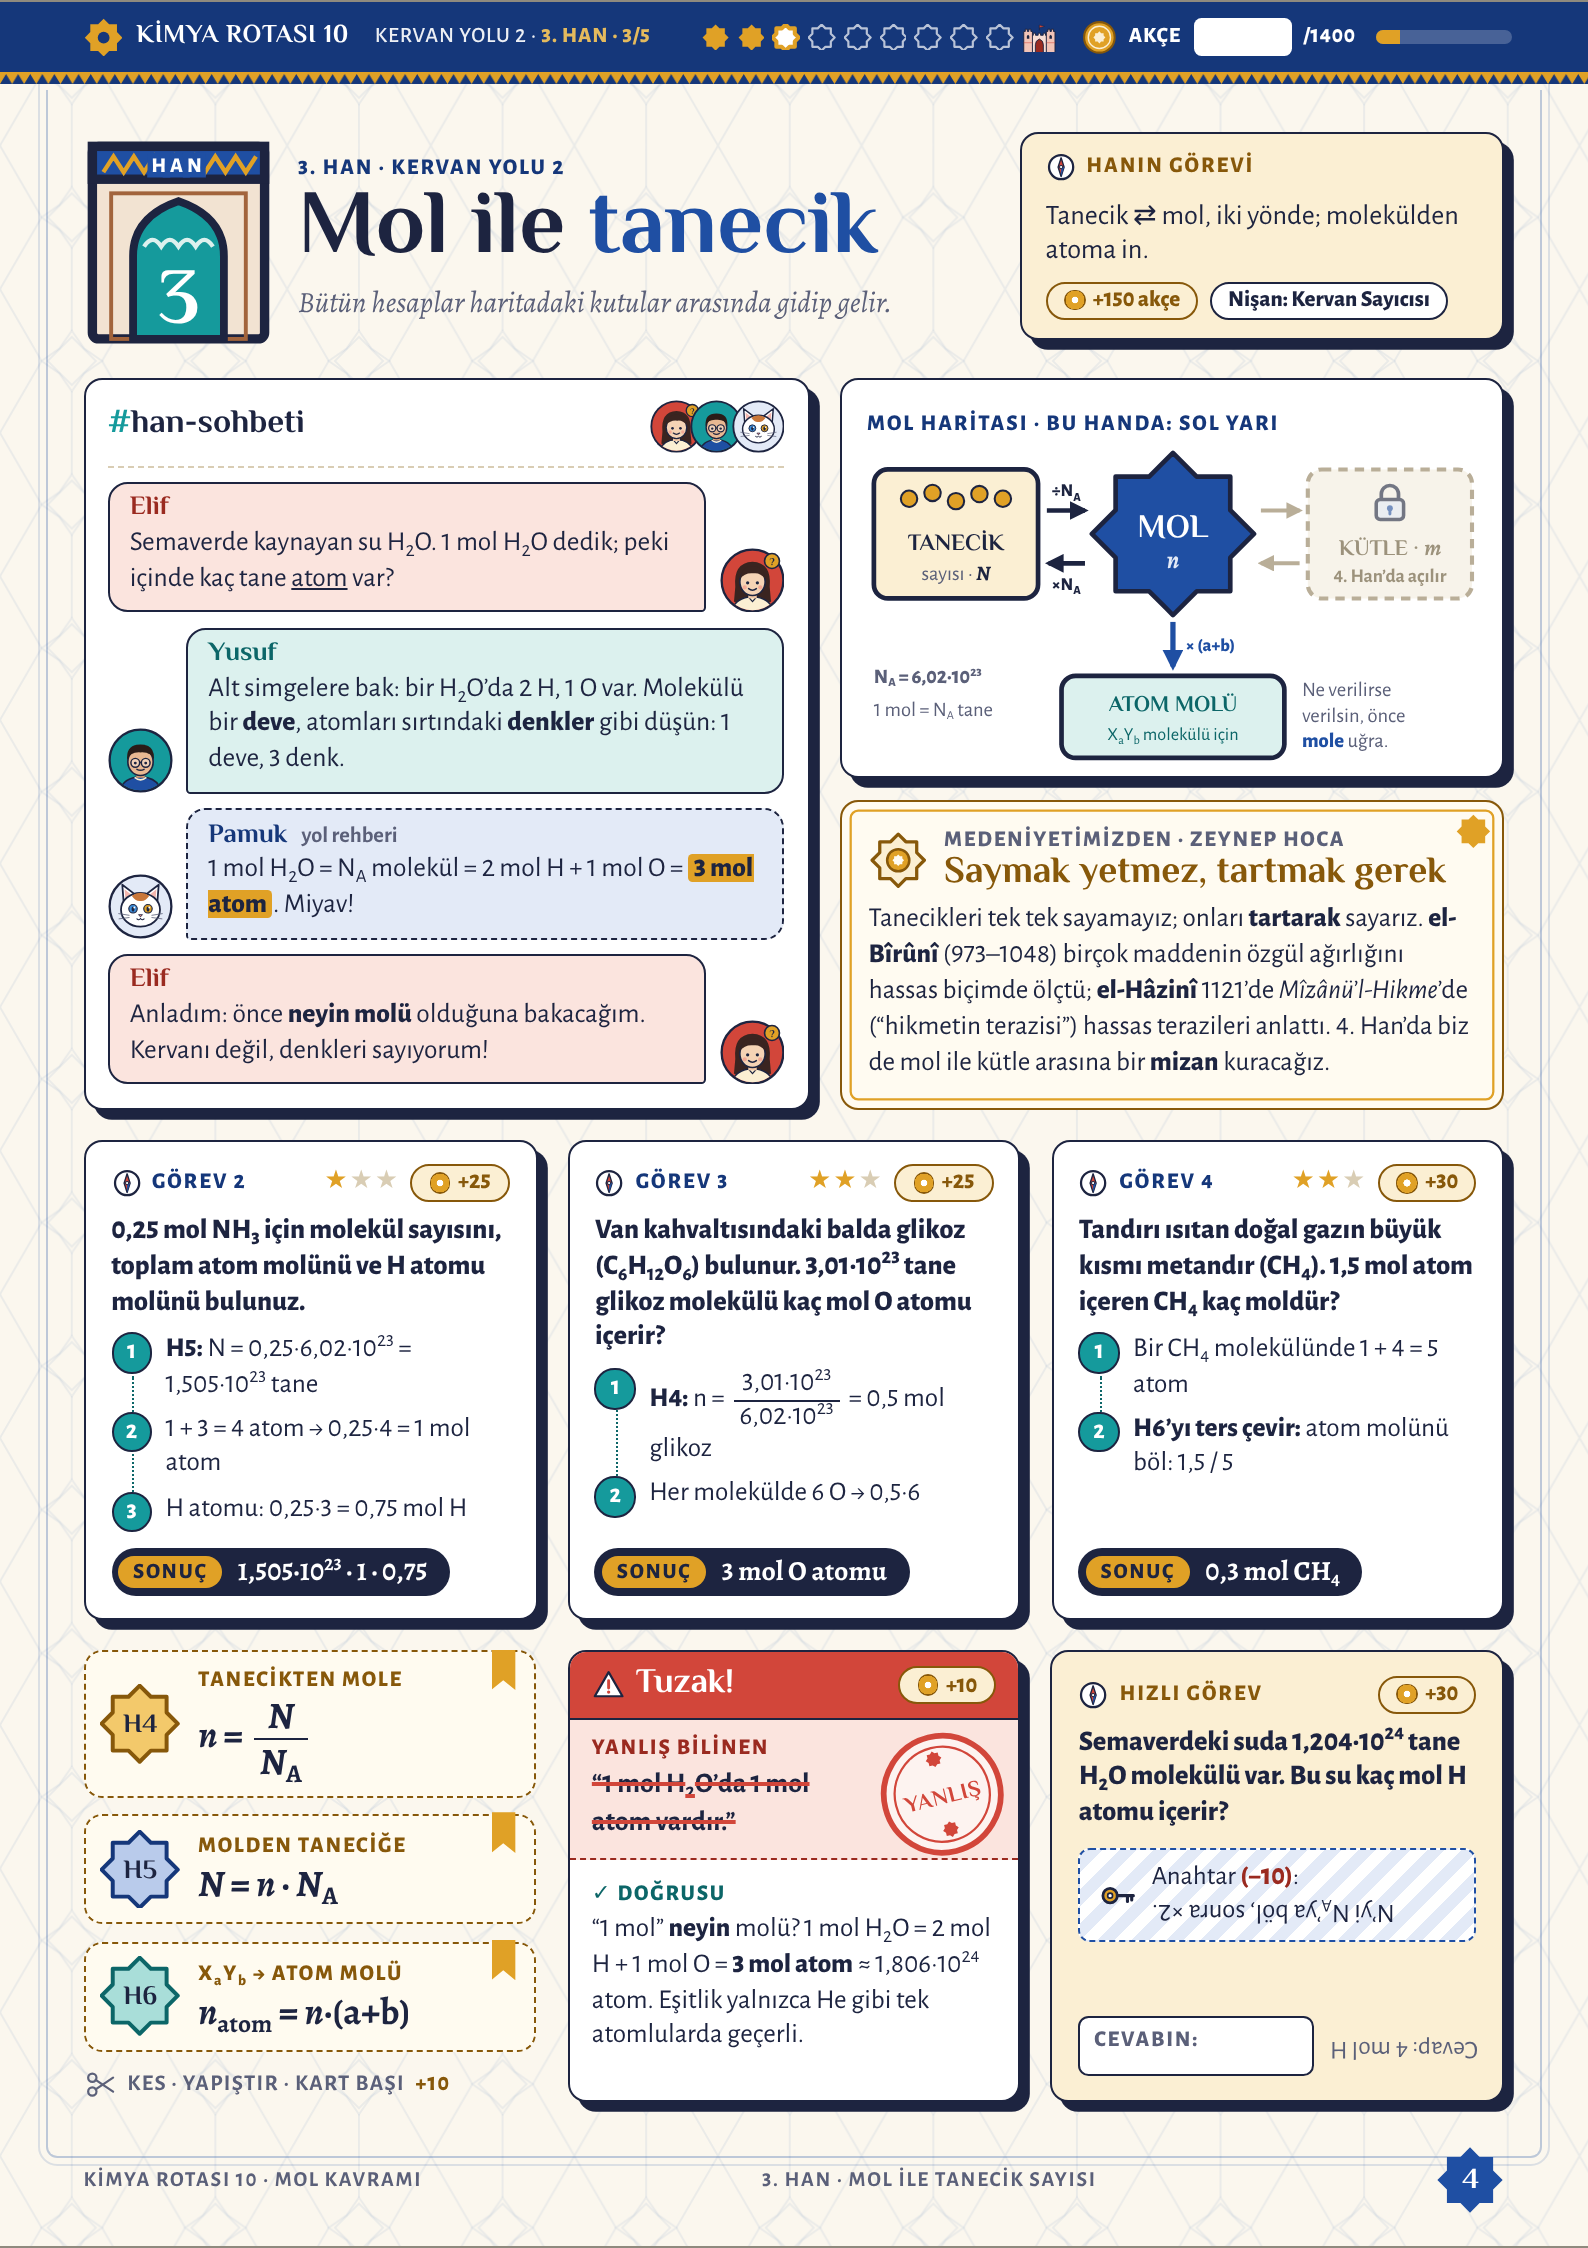 KİMYA ROTASI 10 KERVAN YOLU 2 · 3. HAN · 3/5 AKÇE /1400
HAN
3
3. HAN · KERVAN YOLU 2
Mol ile tanecik
Bütün hesaplar haritadaki kutular arasında gidip gelir.
HANIN GÖREVİ
Tanecik ⇄ mol, iki yönde; molekülden
atoma in.
+150 akçe Nişan: Kervan Sayıcısı
#han-sohbeti
Elif
Semaverde kaynayan su H₂O. 1 mol H₂O dedik; peki
içinde kaç tane atom var?
Yusuf
Alt simgelere bak: bir H₂O’da 2 H, 1 O var. Molekülü
bir deve, atomları sırtındaki denkler gibi düşün: 1
deve, 3 denk.
Pamuk yol rehberi
1 mol H₂O = N_A molekül = 2 mol H + 1 mol O = 3 mol
atom . Miyav!
Elif
Anladım: önce neyin molü olduğuna bakacağım.
Kervanı değil, denkleri sayıyorum!
MOL HARİTASI · BU HANDA: SOL YARI
TANECİK
sayısı · N
÷N_A
×N_A
MOL
n
KÜTLE · m
4. Han’da açılır
× (a+b)
N_A = 6,02·10²³
1 mol = N_A tane
ATOM MOLÜ
XₐY_b molekülü için
Ne verilirse
verilsin, önce
mole uğra.
MEDENİYETİMİZDEN · ZEYNEP HOCA
Saymak yetmez, tartmak gerek
Tanecikleri tek tek sayamayız; onları tartarak sayarız. el-
Bîrûnî (973–1048) birçok maddenin özgül ağırlığını
hassas biçimde ölçtü; el-Hâzinî 1121’de Mîzânü’l-Hikme’de
(“hikmetin terazisi”) hassas terazileri anlattı. 4. Han’da biz
de mol ile kütle arasına bir mizan kuracağız.
GÖREV 2 ★★★ +25
0,25 mol NH₃ için molekül sayısını,
toplam atom molünü ve H atomu
molünü bulunuz.
1 H5: N = 0,25·6,02·10²³ =
1,505·10²³ tane
2 1 + 3 = 4 atom → 0,25·4 = 1 mol
atom
3 H atomu: 0,25·3 = 0,75 mol H
SONUÇ 1,505·10²³ · 1 · 0,75
GÖREV 3 ★★★ +25
Van kahvaltısındaki balda glikoz
(C₆H₁₂O₆) bulunur. 3,01·10²³ tane
glikoz molekülü kaç mol O atomu
içerir?
1 H4: n = 3,01·10²³ / 6,02·10²³ = 0,5 mol
glikoz
2 Her molekülde 6 O → 0,5·6
SONUÇ 3 mol O atomu
GÖREV 4 ★★★ +30
Tandırı ısıtan doğal gazın büyük
kısmı metandır (CH₄). 1,5 mol atom
içeren CH₄ kaç moldür?
1 Bir CH₄ molekülünde 1 + 4 = 5
atom
2 H6’yı ters çevir: atom molünü
böl: 1,5 / 5
SONUÇ 0,3 mol CH₄
H4
TANECİKTEN MOLE
n = N / N_A
H5
MOLDEN TANECİĞE
N = n · N_A
H6
XₐY_b → ATOM MOLÜ
n_atom = n·(a+b)
KES · YAPIŞTIR · KART BAŞI +10
Tuzak! +10
YANLIŞ BİLİNEN
“1 mol H₂O’da 1 mol
atom vardır.”
YANLIŞ
✓ DOĞRUSU
“1 mol” neyin molü? 1 mol H₂O = 2 mol
H + 1 mol O = 3 mol atom ≈ 1,806·10²⁴
atom. Eşitlik yalnızca He gibi tek
atomlularda geçerli.
HIZLI GÖREV +30
Semaverdeki suda 1,204·10²⁴ tane
H₂O molekülü var. Bu su kaç mol H
atomu içerir?
Anahtar (−10):
N’yi N_A’ya böl, sonra ×2.
CEVABIN:
Cevap: 4 mol H
KİMYA ROTASI 10 · MOL KAVRAMI
3. HAN · MOL İLE TANECİK SAYISI
4